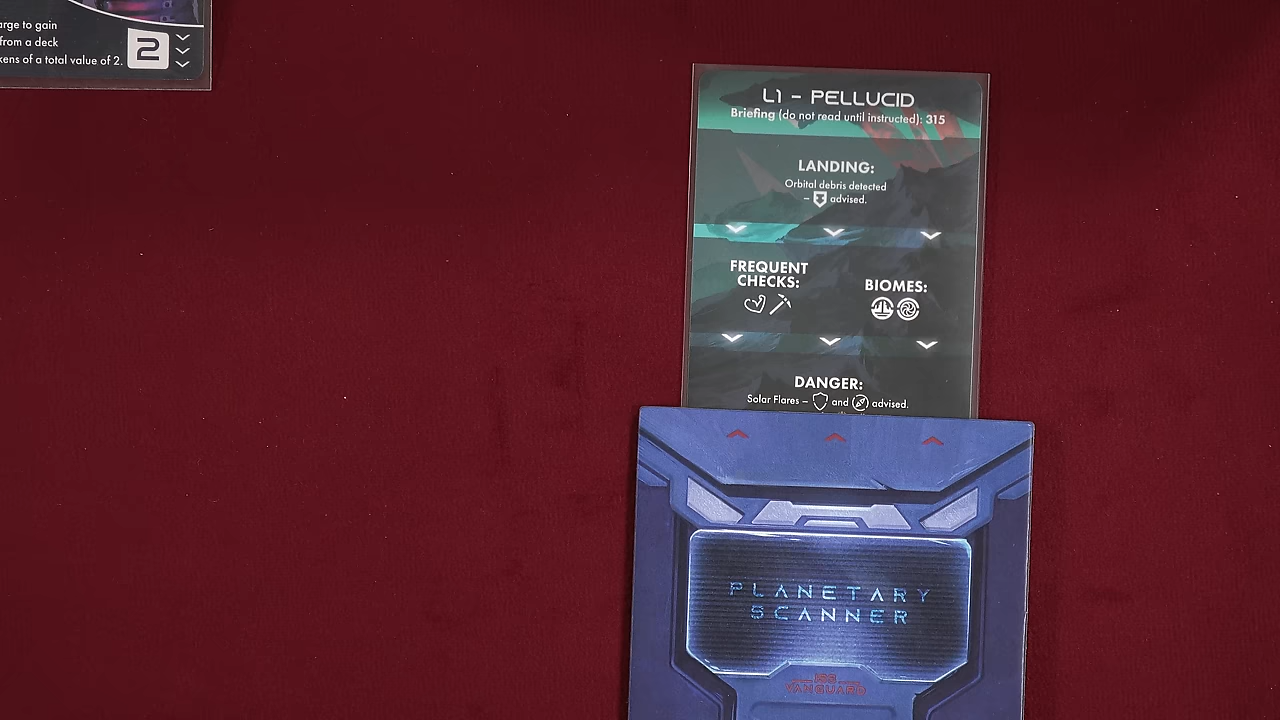 arge to gain
from a deck
kens of a total value of 2.
2
L1 – PELLUCID
Briefing (do not read until instructed): 315
LANDING:
Orbital debris detected
– advised.
FREQUENT
CHECKS:
BIOMES:
DANGER:
Solar Flares – and advised.
PLANETARY
SCANNER
ISS
VANGUARD